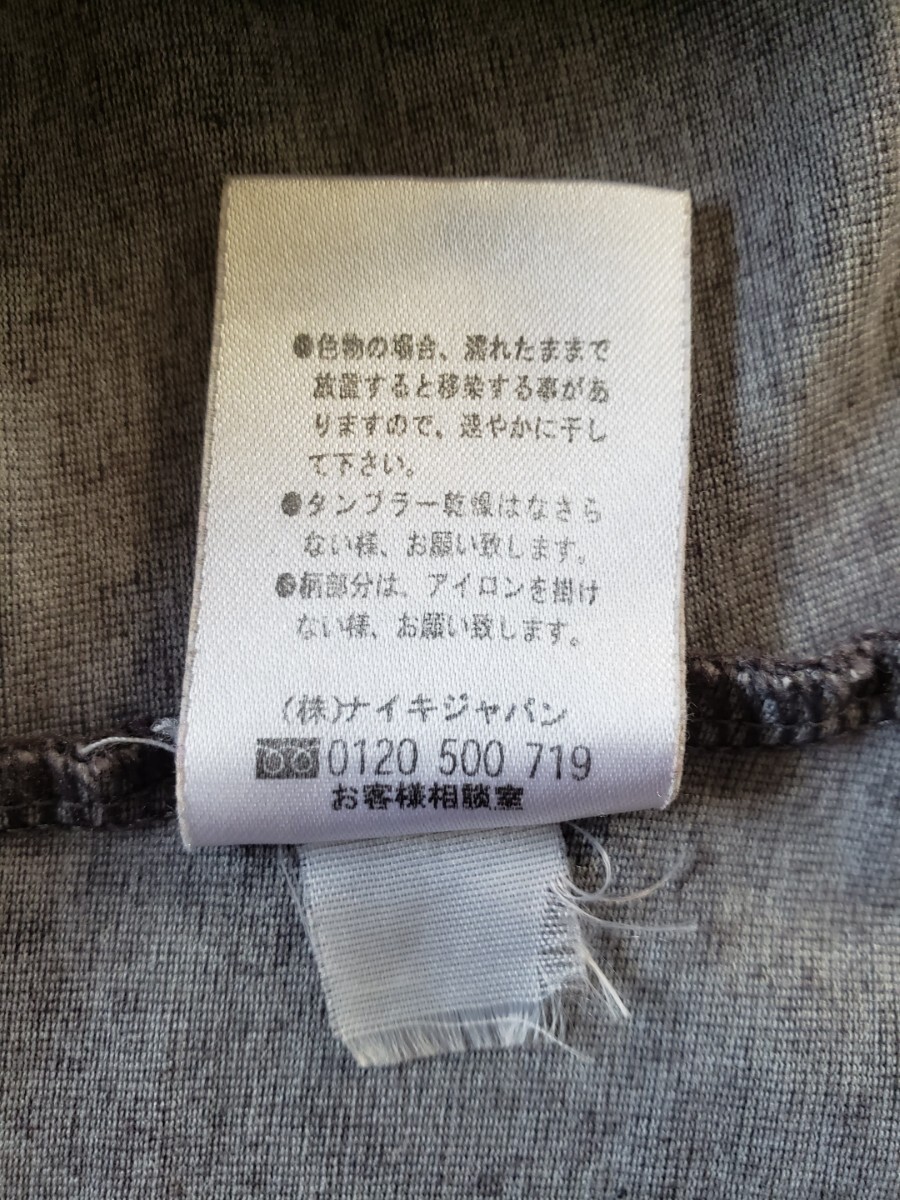 ●色物の場合、濡れたままで
放置すると移染する事があ
りますので、速やかに干し
て下さい。
●タンブラー乾燥はなさら
ない様、お願い致します。
●柄部分は、アイロンを掛け
ない様、お願い致します。
(株)ナイキジャパン
0120 500 719
お客様相談室